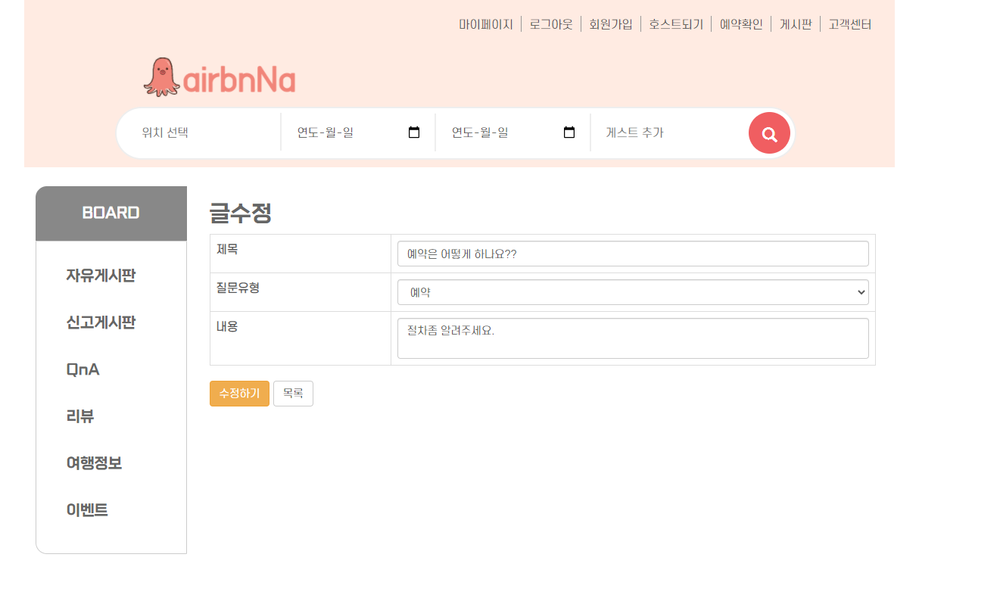 마이페이지 로그아웃 회원가입 호스트되기 예약확인 게시판 고객센터
airbnNa
위치 선택 연도-월-일 연도-월-일 게스트 추가
BOARD
자유게시판
신고게시판
QnA
리뷰
여행정보
이벤트
글수정
제목 예약은 어떻게 하나요??
질문유형 예약
내용 절차좀 알려주세요.
수정하기 목록